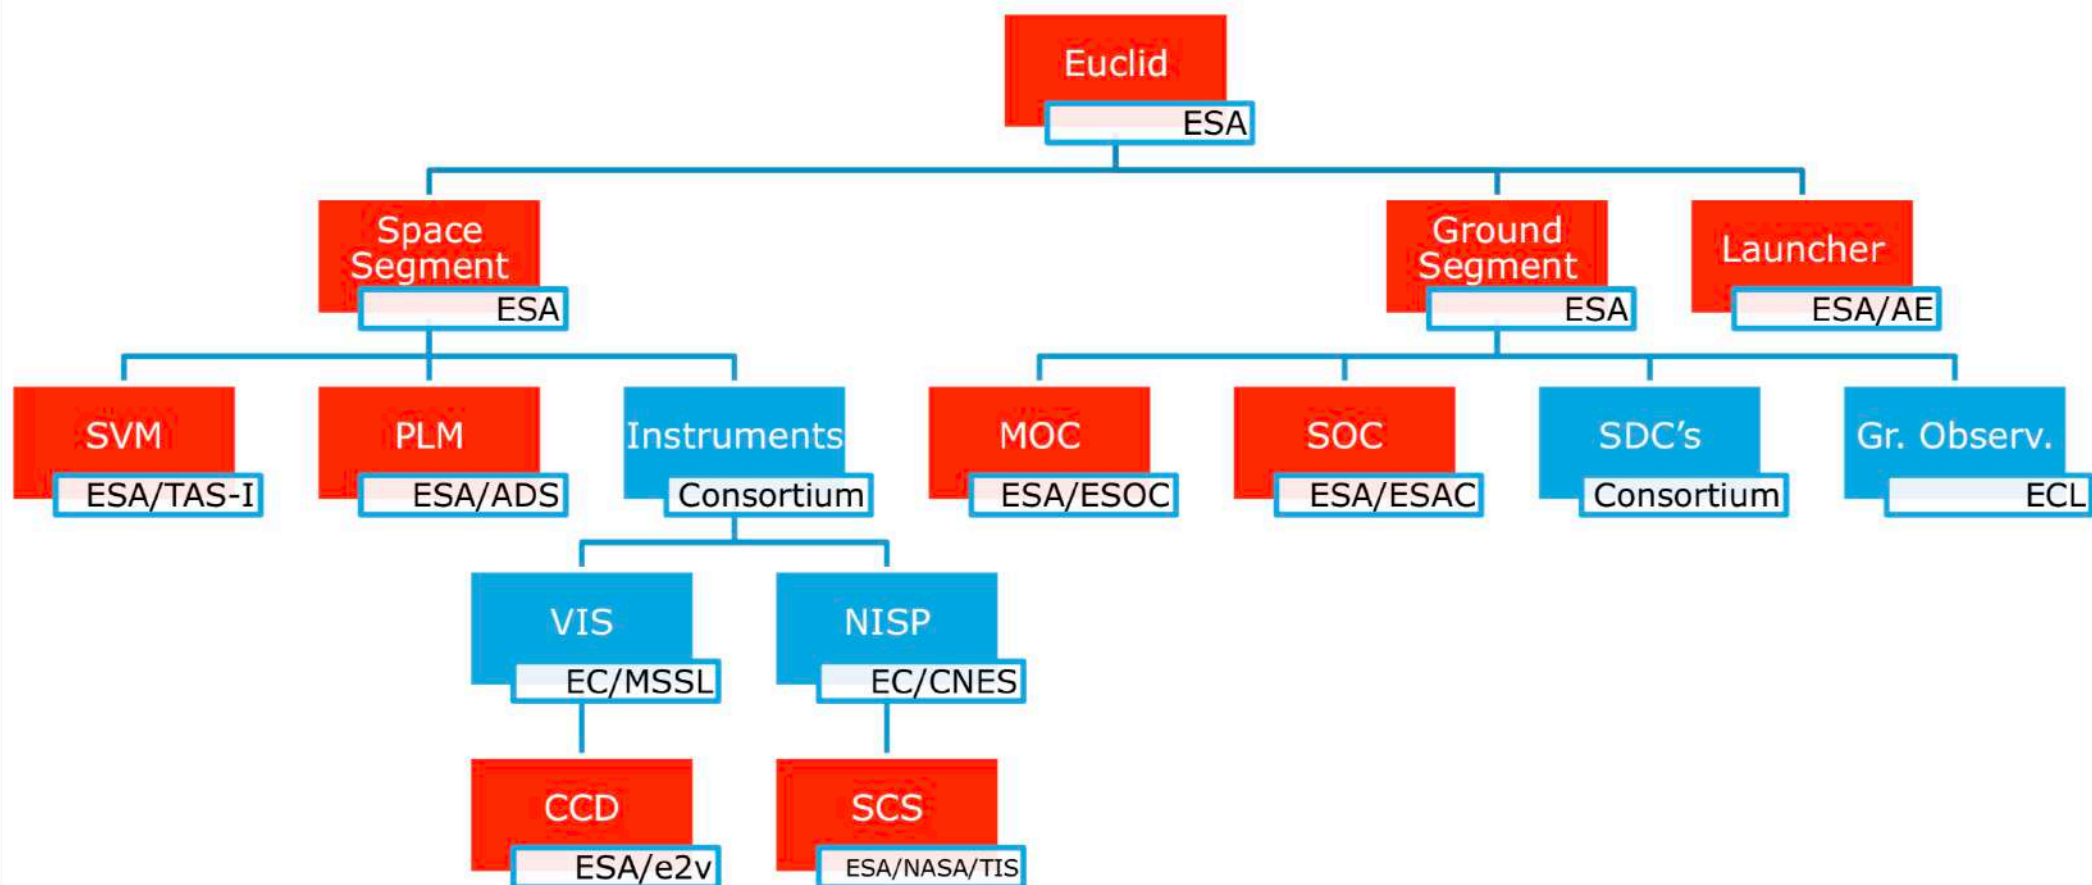 Euclid
ESA
Space
Segment
ESA
Ground
Segment
ESA
Launcher
ESA/AE
SVM
ESA/TAS-I
PLM
ESA/ADS
Instruments
Consortium
MOC
ESA/ESOC
SOC
ESA/ESAC
SDC's
Consortium
Gr. Observ.
ECL
VIS
EC/MSSL
NISP
EC/CNES
CCD
ESA/e2v
SCS
ESA/NASA/TIS